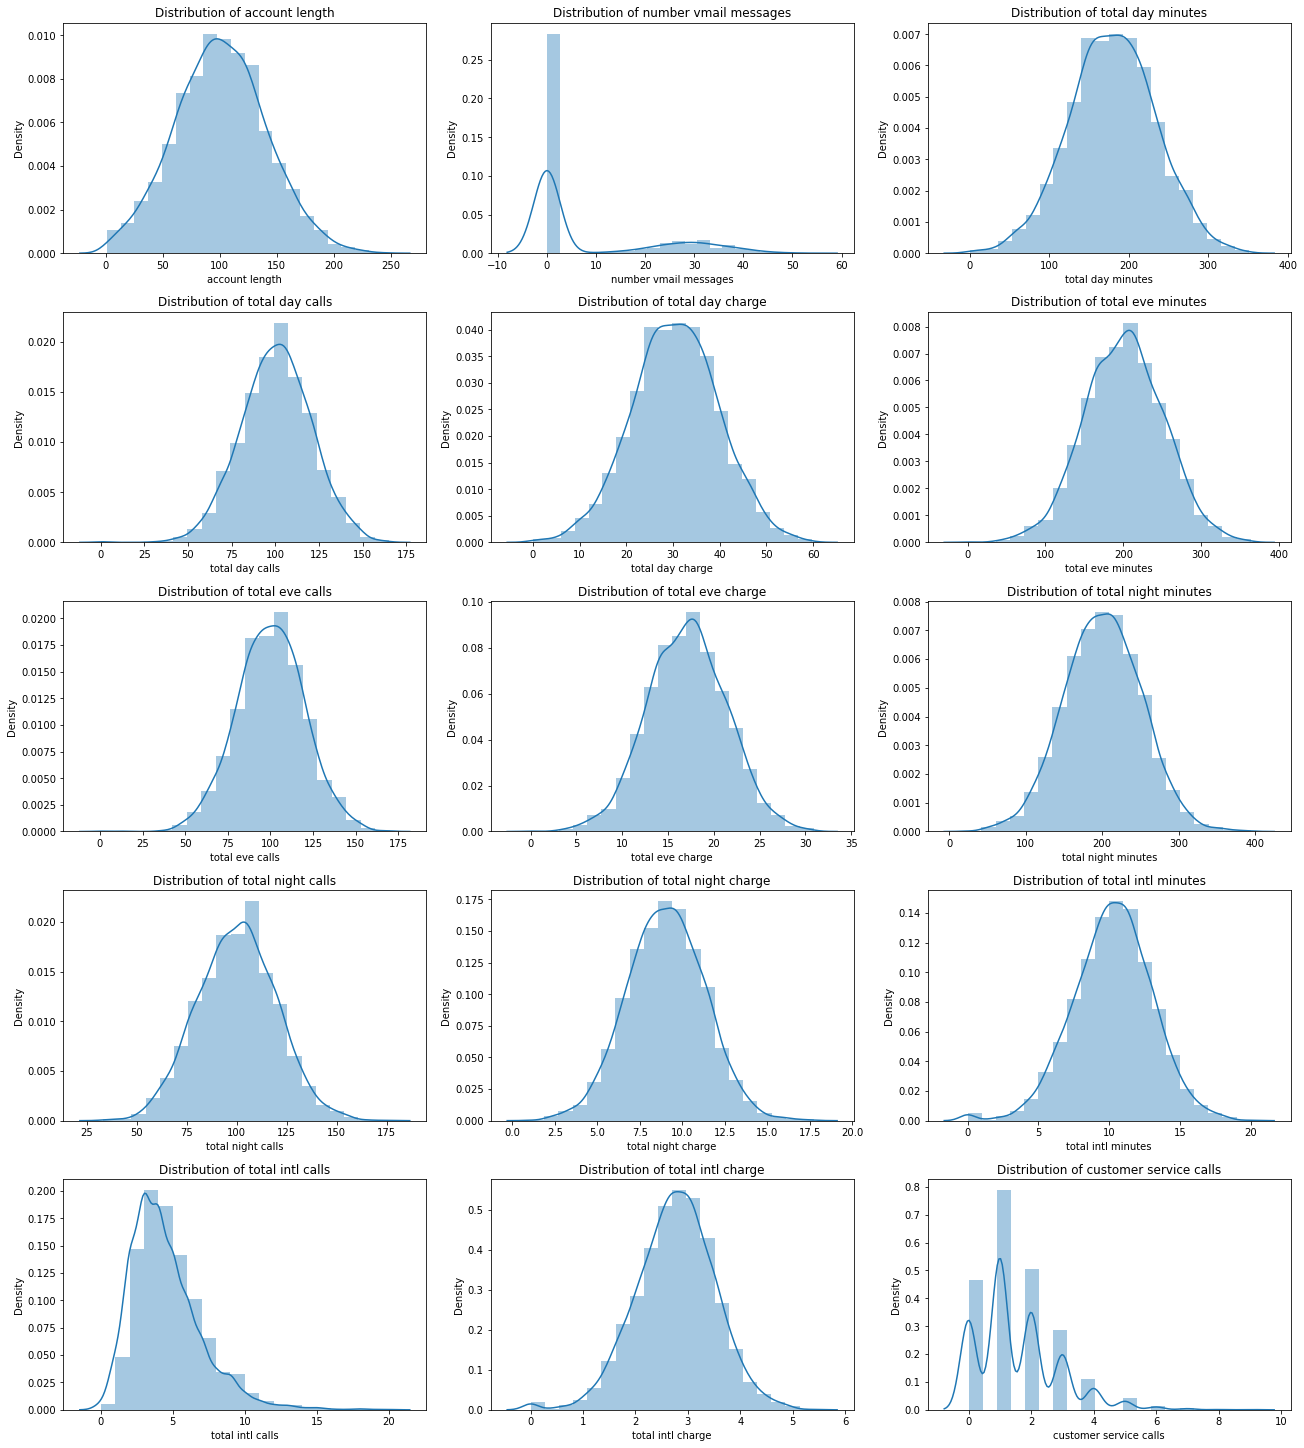 Distribution of account length
Density
0.010
0.008
0.006
0.004
0.002
0.000
0 50 100 150 200 250
account length
Distribution of number vmail messages
Density
0.25
0.20
0.15
0.10
0.05
0.00
−10 0 10 20 30 40 50 60
number vmail messages
Distribution of total day minutes
Density
0.007
0.006
0.005
0.004
0.003
0.002
0.001
0.000
0 100 200 300 400
total day minutes
Distribution of total day calls
Density
0.020
0.015
0.010
0.005
0.000
0 25 50 75 100 125 150 175
total day calls
Distribution of total day charge
Density
0.040
0.035
0.030
0.025
0.020
0.015
0.010
0.005
0.000
0 10 20 30 40 50 60
total day charge
Distribution of total eve minutes
Density
0.008
0.007
0.006
0.005
0.004
0.003
0.002
0.001
0.000
0 100 200 300 400
total eve minutes
Distribution of total eve calls
Density
0.0200
0.0175
0.0150
0.0125
0.0100
0.0075
0.0050
0.0025
0.0000
0 25 50 75 100 125 150 175
total eve calls
Distribution of total eve charge
Density
0.10
0.08
0.06
0.04
0.02
0.00
0 5 10 15 20 25 30 35
total eve charge
Distribution of total night minutes
Density
0.008
0.007
0.006
0.005
0.004
0.003
0.002
0.001
0.000
0 100 200 300 400
total night minutes
Distribution of total night calls
Density
0.020
0.015
0.010
0.005
0.000
25 50 75 100 125 150 175
total night calls
Distribution of total night charge
Density
0.175
0.150
0.125
0.100
0.075
0.050
0.025
0.000
0.0 2.5 5.0 7.5 10.0 12.5 15.0 17.5 20.0
total night charge
Distribution of total intl minutes
Density
0.14
0.12
0.10
0.08
0.06
0.04
0.02
0.00
0 5 10 15 20
total intl minutes
Distribution of total intl calls
Density
0.200
0.175
0.150
0.125
0.100
0.075
0.050
0.025
0.000
0 5 10 15 20
total intl calls
Distribution of total intl charge
Density
0.5
0.4
0.3
0.2
0.1
0.0
0 1 2 3 4 5 6
total intl charge
Distribution of customer service calls
Density
0.8
0.7
0.6
0.5
0.4
0.3
0.2
0.1
0.0
0 2 4 6 8 10
customer service calls